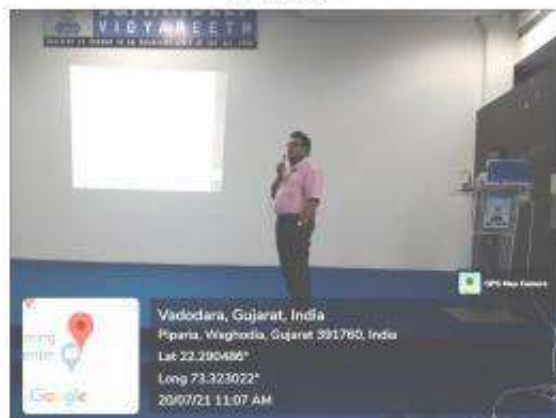 VIDYAPEETH
GPS Map Camera
Vadodara, Gujarat, India
Piparia, Waghodia, Gujarat 391760, India
Lat 22.290486°
Long 73.323022°
20/07/21 11:07 AM
Google